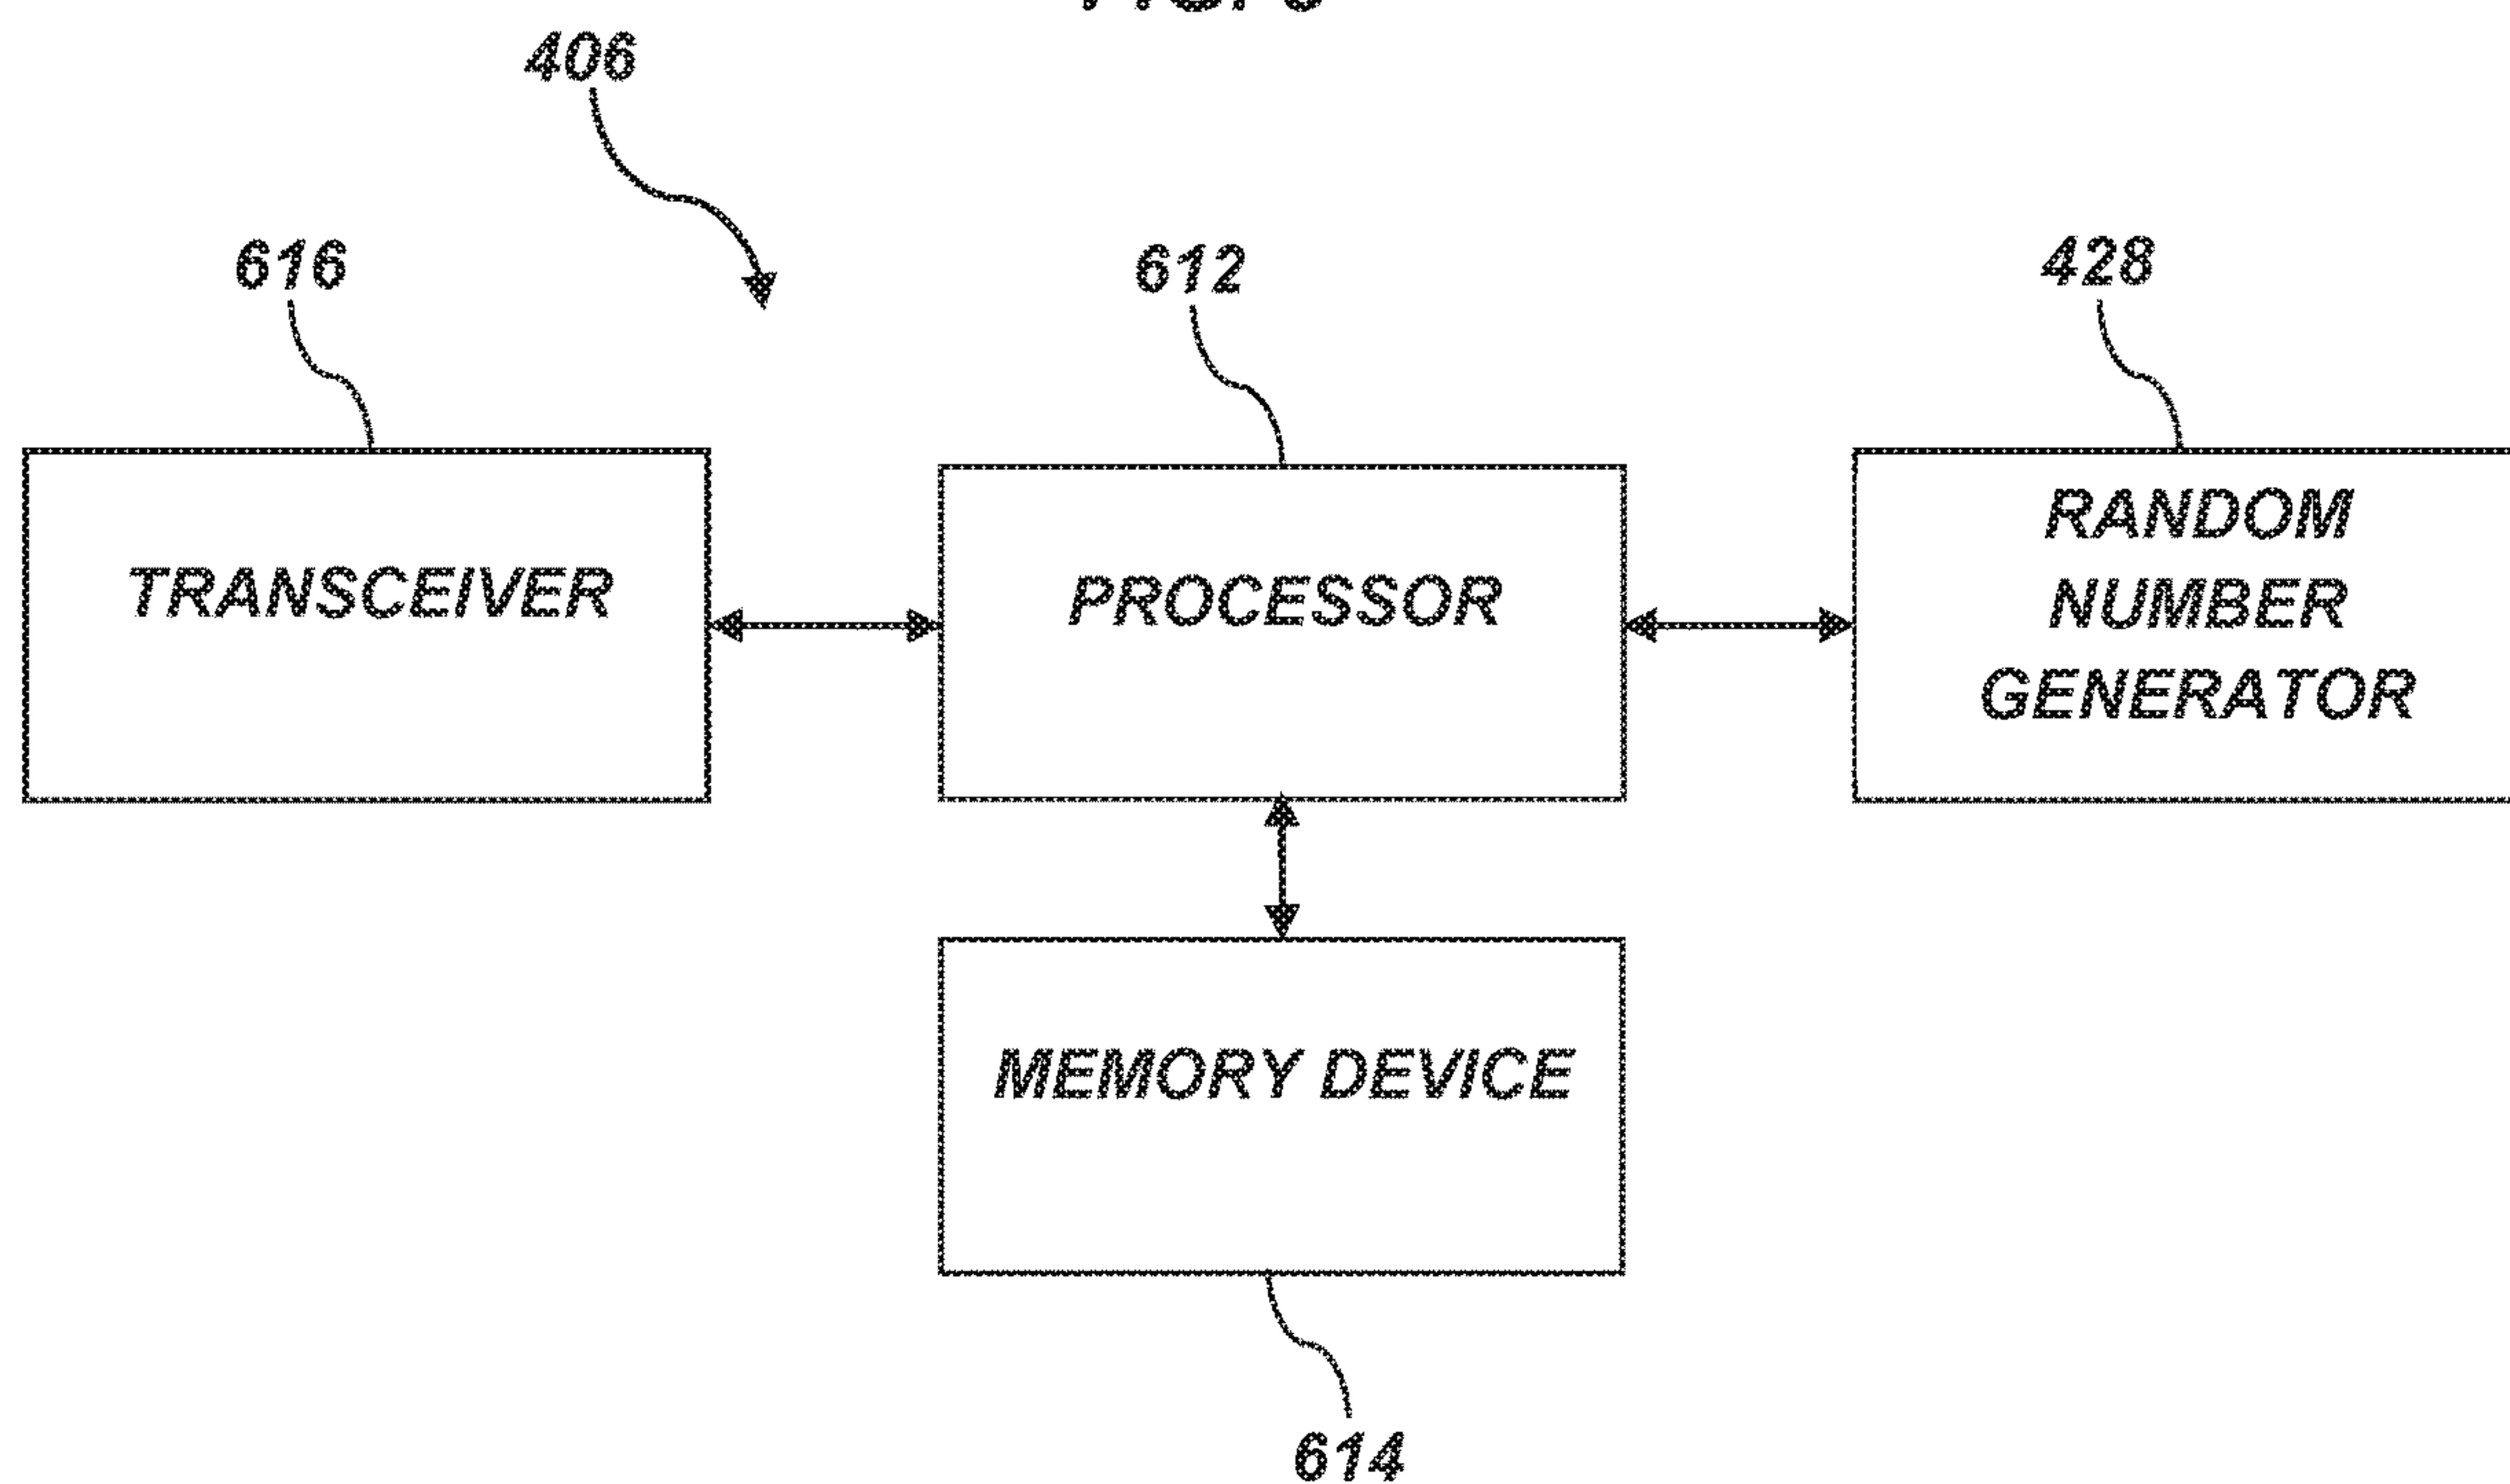 406
616
612
428
TRANSCEIVER
PROCESSOR
RANDOM
NUMBER
GENERATOR
MEMORY DEVICE
614